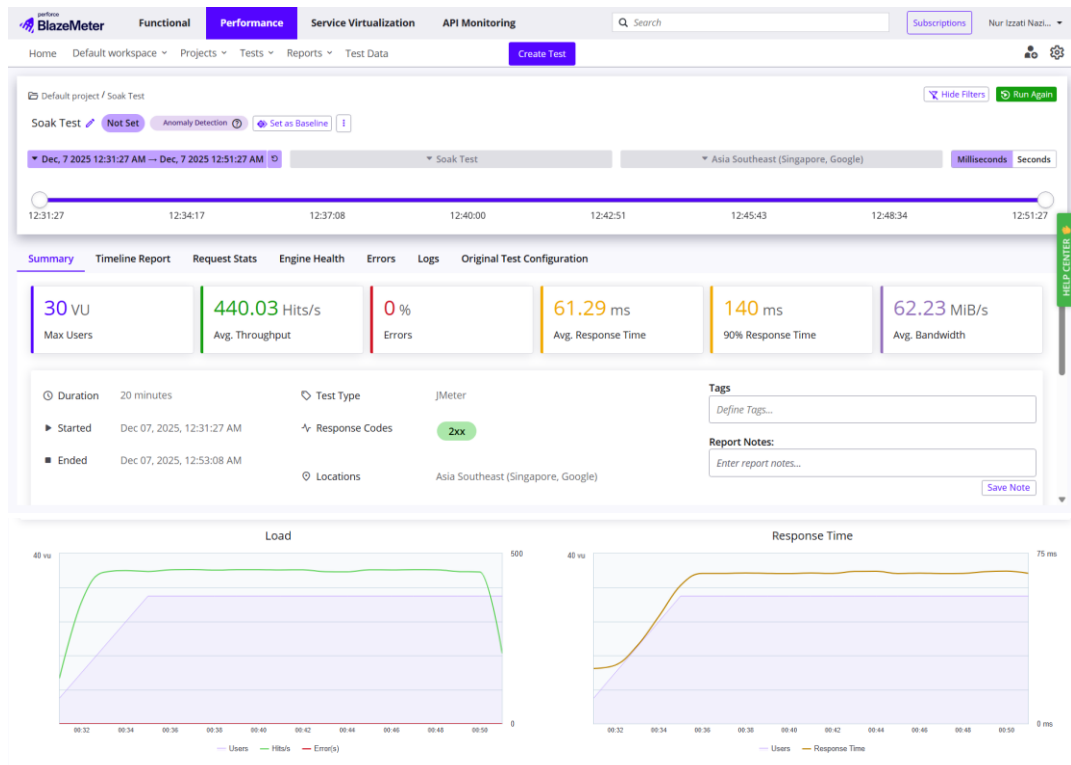 perforce
BlazeMeter
Functional
Performance
Service Virtualization
API Monitoring
Search
Subscriptions
Nur Izzati Nazi...
Home
Default workspace
Projects
Tests
Reports
Test Data
Create Test
Default project / Soak Test
Hide Filters
Run Again
Soak Test
Not Set
Anomaly Detection
Set as Baseline
Dec, 7 2025 12:31:27 AM — Dec, 7 2025 12:51:27 AM
Soak Test
Asia Southeast (Singapore, Google)
Milliseconds
Seconds
12:31:27
12:34:17
12:37:08
12:40:00
12:42:51
12:45:43
12:48:34
12:51:27
HELP CENTER
Summary
Timeline Report
Request Stats
Engine Health
Errors
Logs
Original Test Configuration
30 VU
Max Users
440.03 Hits/s
Avg. Throughput
0 %
Errors
61.29 ms
Avg. Response Time
140 ms
90% Response Time
62.23 MiB/s
Avg. Bandwidth
Duration
20 minutes
Started
Dec 07, 2025, 12:31:27 AM
Ended
Dec 07, 2025, 12:53:08 AM
Test Type
JMeter
Response Codes
2xx
Locations
Asia Southeast (Singapore, Google)
Tags
Define Tags...
Report Notes:
Enter report notes...
Save Note
Load
40 vu
500
0
00:32
00:34
00:36
00:38
00:40
00:42
00:44
00:46
00:48
00:50
Users
Hits/s
Error(s)
Response Time
40 vu
75 ms
0 ms
00:32
00:34
00:36
00:38
00:40
00:42
00:44
00:46
00:48
00:50
Users
Response Time